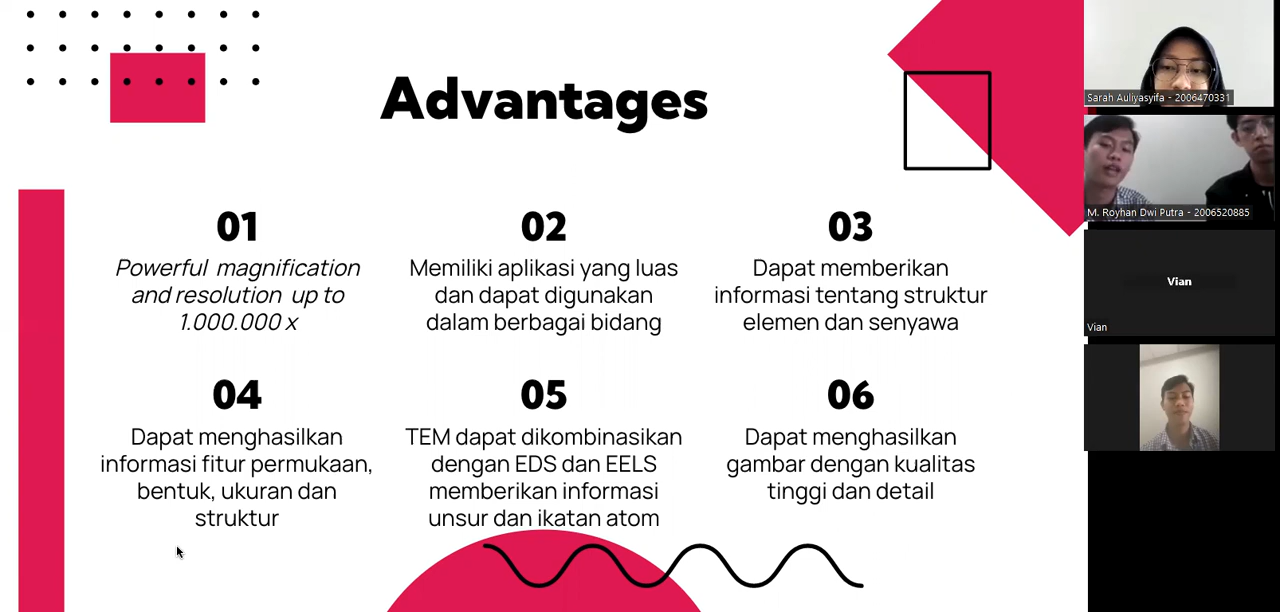 Advantages
01
Powerful magnification
and resolution up to
1.000.000 x
02
Memiliki aplikasi yang luas
dan dapat digunakan
dalam berbagai bidang
03
Dapat memberikan
informasi tentang struktur
elemen dan senyawa
04
Dapat menghasilkan
informasi fitur permukaan,
bentuk, ukuran dan
struktur
05
TEM dapat dikombinasikan
dengan EDS dan EELS
memberikan informasi
unsur dan ikatan atom
06
Dapat menghasilkan
gambar dengan kualitas
tinggi dan detail
Sarah Auliyasyifa - 2006470331
M. Royhan Dwi Putra - 2006520885
Vian
Vian